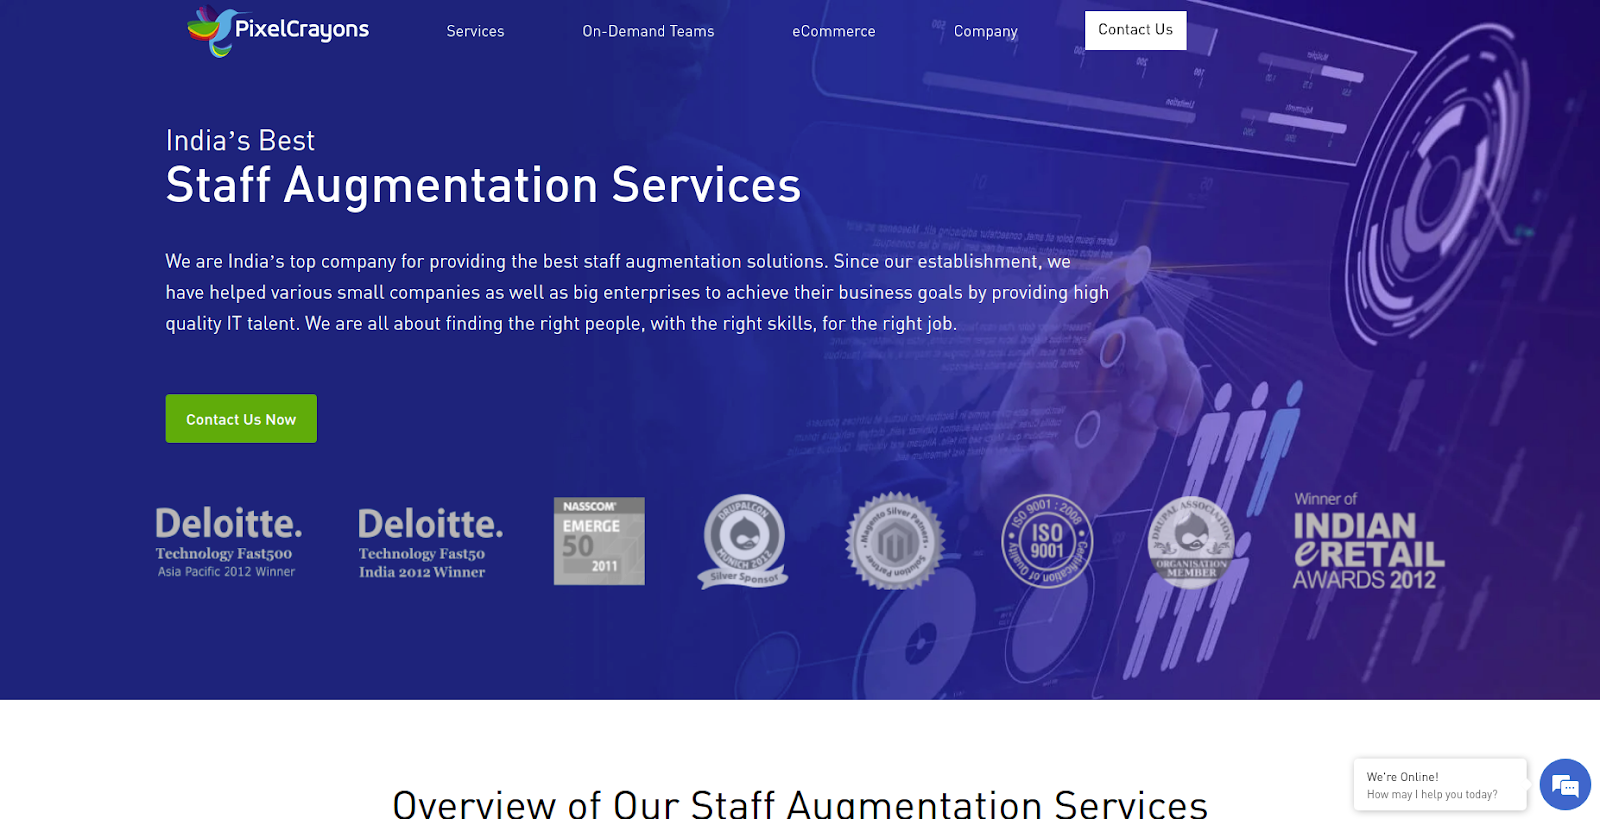 PixelCrayons
Services
On-Demand Teams
eCommerce
Company
Contact Us
India’s Best
Staff Augmentation Services
We are India’s top company for providing the best staff augmentation solutions. Since our establishment, we
have helped various small companies as well as big enterprises to achieve their business goals by providing high
quality IT talent. We are all about finding the right people, with the right skills, for the right job.
Contact Us Now
Deloitte.
Technology Fast500
Asia Pacific 2012 Winner
Deloitte.
Technology Fast50
India 2012 Winner
NASSCOM®
EMERGE
50
2011
DRUPALCON
MUNICH 2012
Silver Sponsor
Magento Silver Partners
Solution Partner
ISO 9001 : 2008
ISO
9001
Certification of Quality
DRUPAL ASSOCIATION
ORGANISATION
MEMBER
Winner of
INDIAN
eRETAIL
AWARDS 2012
Overview of Our Staff Augmentation Services
We're Online!
How may I help you today?